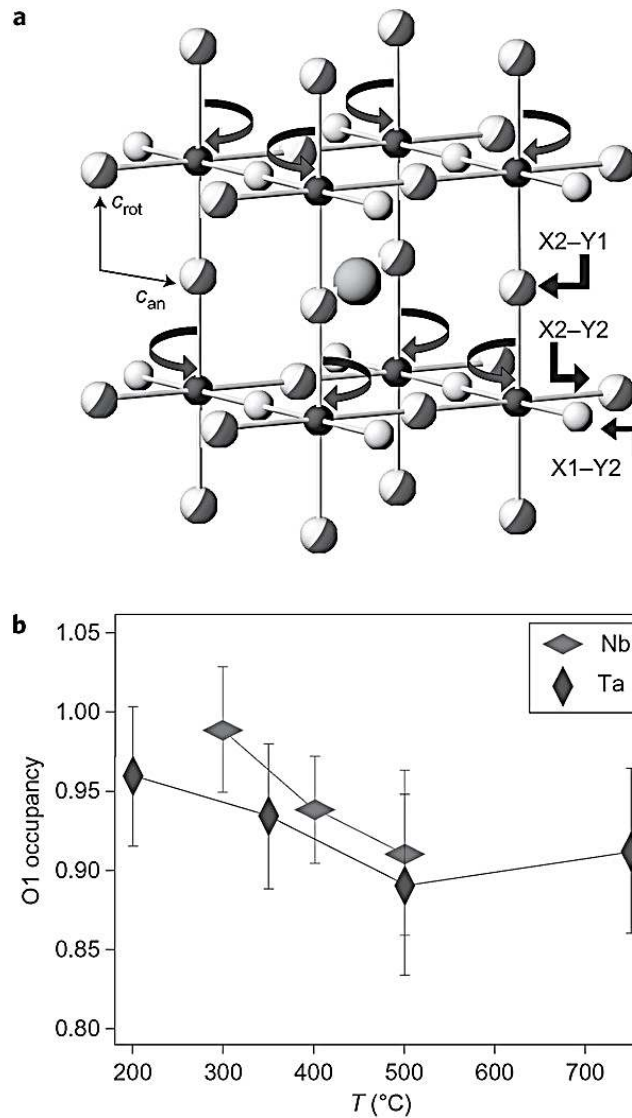 a
c_rot
c_an
X2–Y1
X2–Y2
X1–Y2
b
1.05
1.00
0.95
0.90
0.85
0.80
O1 occupancy
Nb
Ta
200
300
400
500
600
700
T (°C)